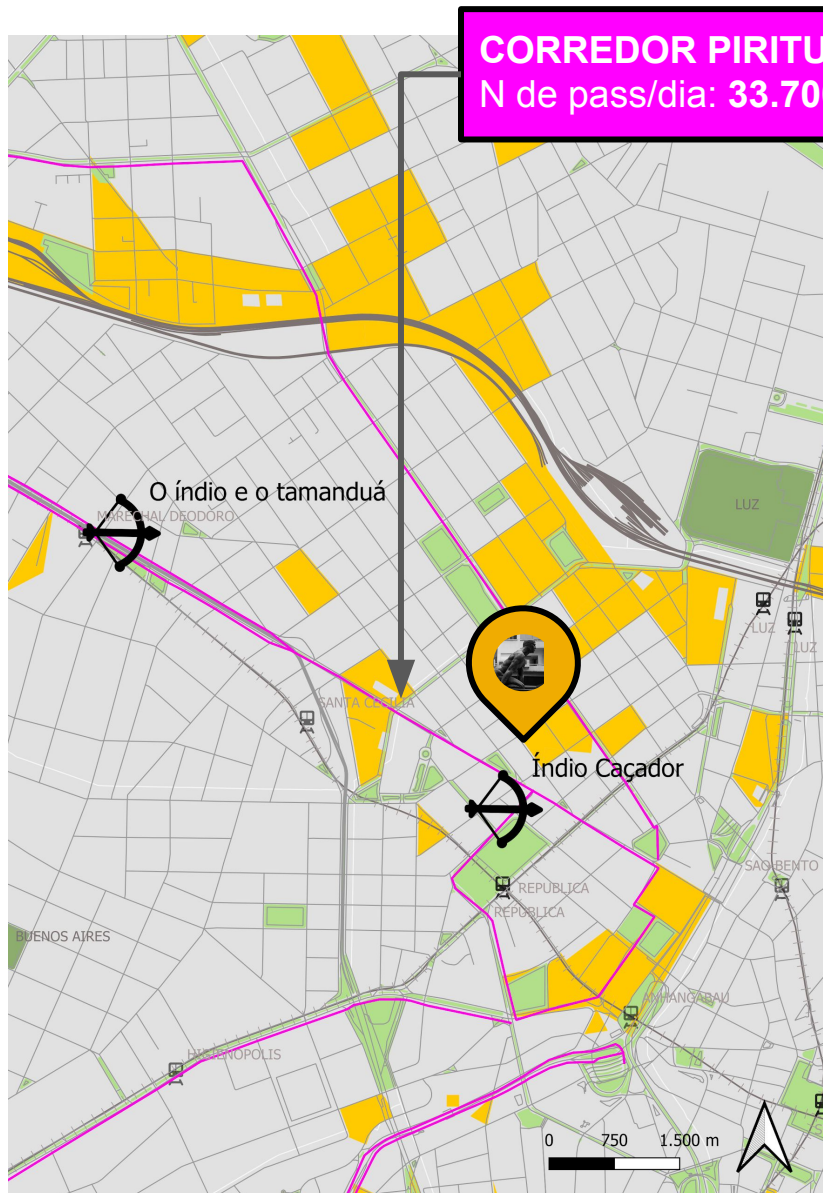 CORREDOR PIRITU
N de pass/dia: 33.700
O índio e o tamanduá
MARECHAL DEODORO
LUZ
LUZ
LUZ
SANTA CECILIA
Índio Caçador
SAO BENTO
REPUBLICA
REPUBLICA
BUENOS AIRES
ANHANGABAU
HIGIENOPOLIS
0 750 1.500 m